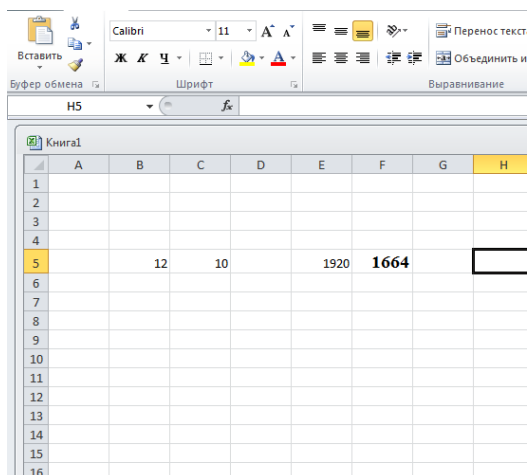 Calibri 11 А А
Перенос текст
Вставить
Ж К Ч А
Объединить и
Буфер обмена Шрифт Выравнивание
H5 fx
Книга1
A B C D E F G H
1
2
3
4
5 12 10 1920 1664
6
7
8
9
10
11
12
13
14
15
16